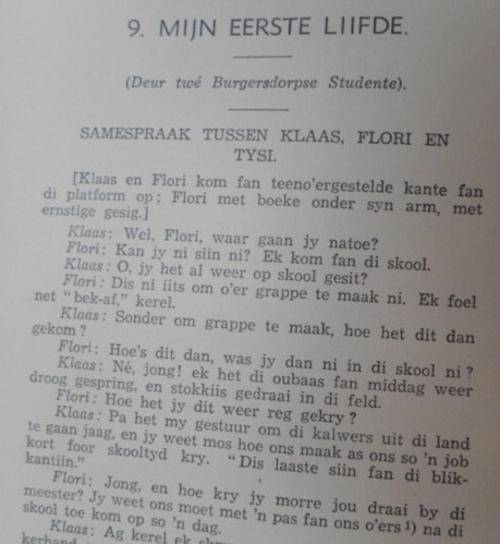 9. MIJN EERSTE LIIFDE.
(Deur twé Burgersdorpse Studente).
SAMESPRAAK TUSSEN KLAAS, FLORI EN
TYSI.
[Klaas en Flori kom fan teeno'ergestelde kante fan
di platform op; Flori met boeke onder syn arm, met
ernstige gesig.]
Klaas: Wel, Flori, waar gaan jy natoe?
Flori: Kan jy ni siin ni? Ek kom fan di skool.
Klaas: O, jy het al weer op skool gesit?
Flori: Dis ni iits om o'er grappe te maak ni. Ek foel
net "bek-af," kerel.
Klaas: Sonder om grappe te maak, hoe het dit dan
gekom?
Flori: Hoe's dit dan, was jy dan ni in di skool ni?
Klaas: Né, jong! ek het di oubaas fan middag weer
droog gespring, en stokkiis gedraai in di feld.
Flori: Hoe het jy dit weer reg gekry?
Klaas: Pa het my gestuur om di kalwers uit di land
te gaan jaag, en jy weet mos hoe ons maak as ons so 'n job
kort foor skooltyd kry. "Dis laaste siin fan di blik-
kantiin."
Flori: Jong, en hoe kry jy morre jou draai by di
meester? Jy weet ons moet met 'n pas fan ons o'ers 1) na di
skool toe kom op so 'n dag.
Klaas: Ag kerel ek